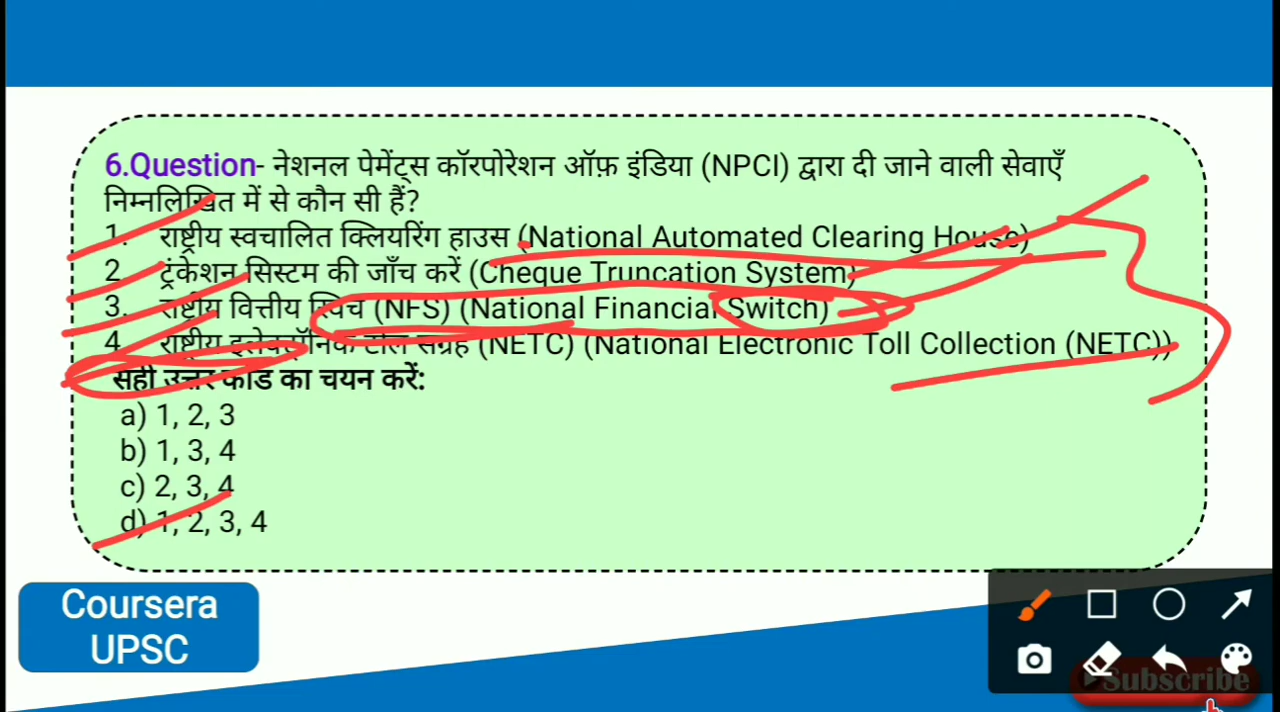 6.Question- नेशनल पेमेंट्स कॉरपोरेशन ऑफ़ इंडिया (NPCI) द्वारा दी जाने वाली सेवाएँ
निम्नलिखित में से कौन सी हैं?
1. राष्ट्रीय स्वचालित क्लियरिंग हाउस (National Automated Clearing House)
2. ट्रंकेशन सिस्टम की जाँच करें (Cheque Truncation System)
3. राष्ट्रीय वित्तीय स्विच (NFS) (National Financial Switch)
4. राष्ट्रीय इलेक्ट्रॉनिक टोल संग्रह (NETC) (National Electronic Toll Collection (NETC))
सही उत्तर कोड का चयन करें:
a) 1, 2, 3
b) 1, 3, 4
c) 2, 3, 4
d) 1, 2, 3, 4
Coursera
UPSC
Subscribe